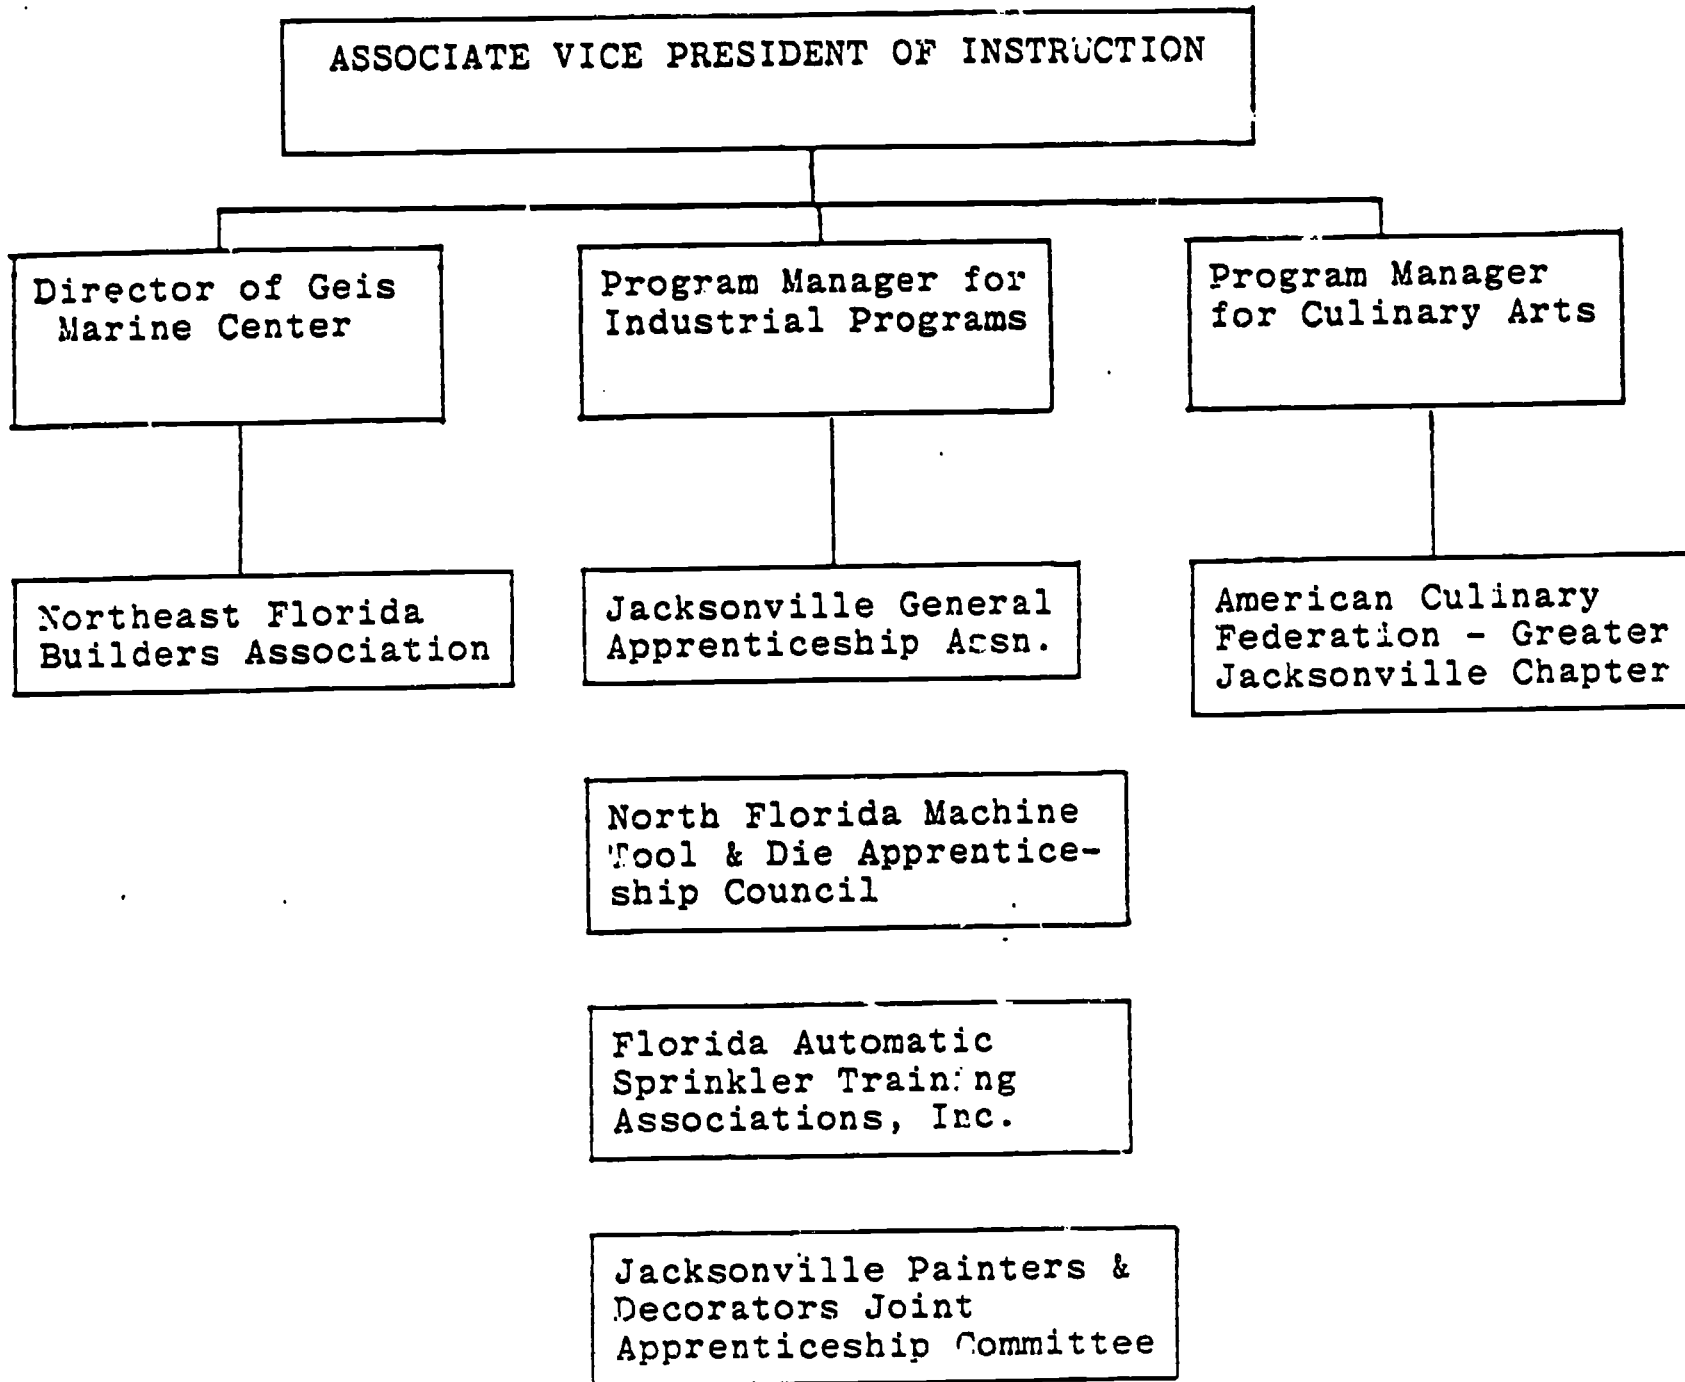 ASSOCIATE VICE PRESIDENT OF INSTRUCTION
Director of Geis
Marine Center
Program Manager for
Industrial Programs
Program Manager
for Culinary Arts
Northeast Florida
Builders Association
Jacksonville General
Apprenticeship Assn.
American Culinary
Federation - Greater
Jacksonville Chapter
North Florida Machine
Tool & Die Apprentice-
ship Council
Florida Automatic
Sprinkler Training
Associations, Inc.
Jacksonville Painters &
Decorators Joint
Apprenticeship Committee